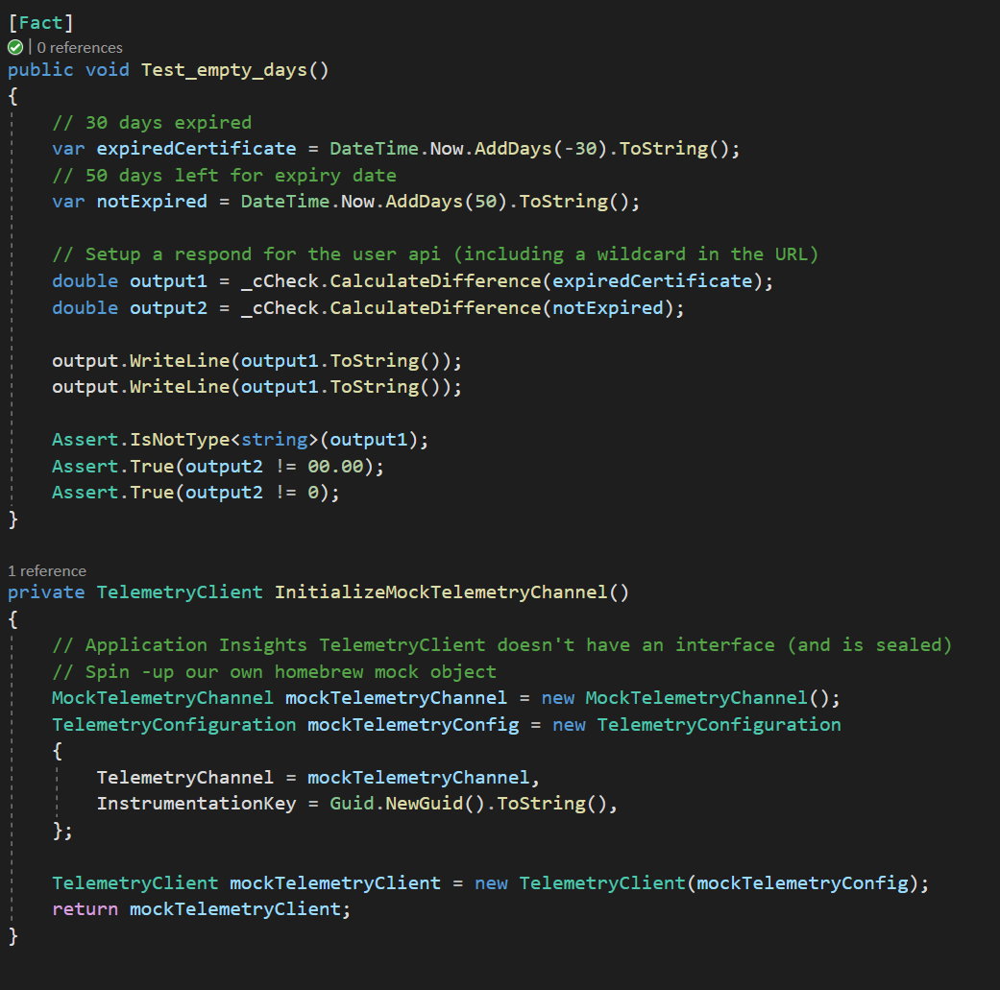 [Fact]
| 0 references
public void Test_empty_days()
{
    // 30 days expired
    var expiredCertificate = DateTime.Now.AddDays(-30).ToString();
    // 50 days left for expiry date
    var notExpired = DateTime.Now.AddDays(50).ToString();

    // Setup a respond for the user api (including a wildcard in the URL)
    double output1 = _cCheck.CalculateDifference(expiredCertificate);
    double output2 = _cCheck.CalculateDifference(notExpired);

    output.WriteLine(output1.ToString());
    output.WriteLine(output1.ToString());

    Assert.IsNotType<string>(output1);
    Assert.True(output2 != 00.00);
    Assert.True(output2 != 0);
}

1 reference
private TelemetryClient InitializeMockTelemetryChannel()
{
    // Application Insights TelemetryClient doesn't have an interface (and is sealed)
    // Spin -up our own homebrew mock object
    MockTelemetryChannel mockTelemetryChannel = new MockTelemetryChannel();
    TelemetryConfiguration mockTelemetryConfig = new TelemetryConfiguration
    {
        TelemetryChannel = mockTelemetryChannel,
        InstrumentationKey = Guid.NewGuid().ToString(),
    };

    TelemetryClient mockTelemetryClient = new TelemetryClient(mockTelemetryConfig);
    return mockTelemetryClient;
}